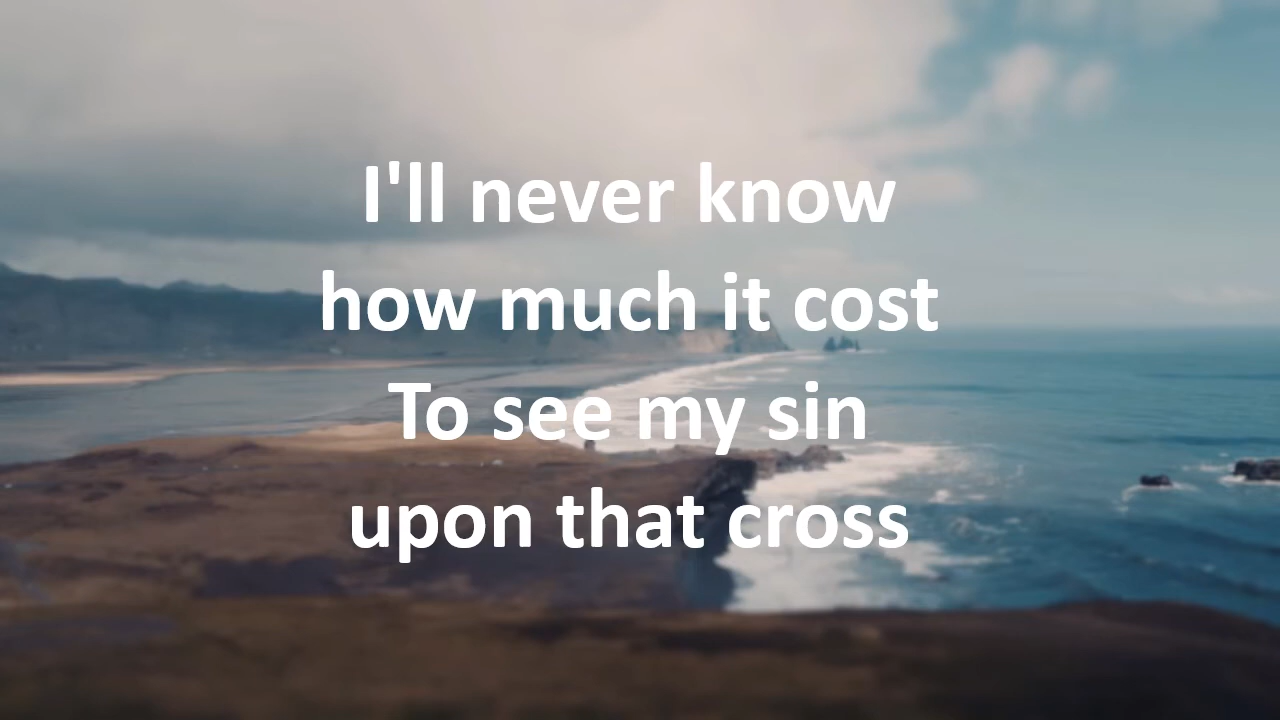 I'll never know
how much it cost
To see my sin
upon that cross